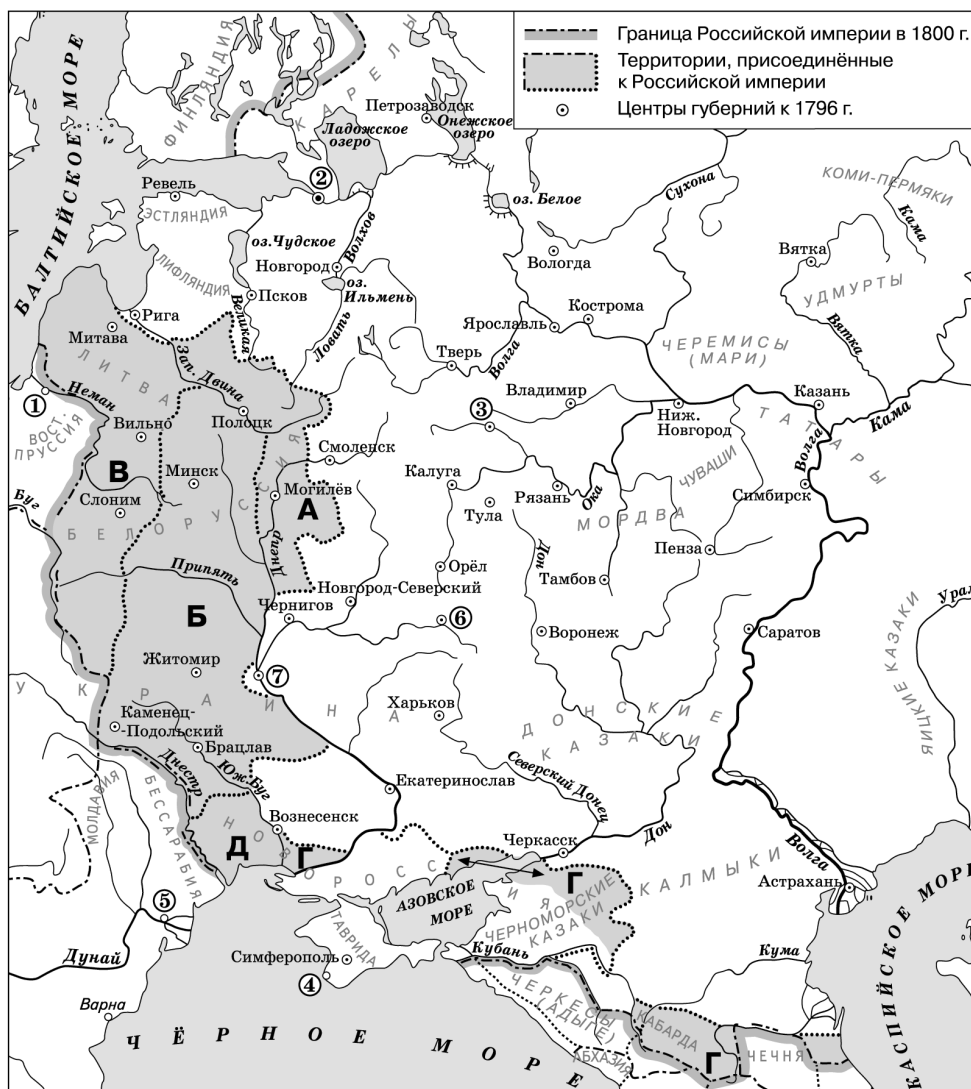 Граница Российской империи в 1800 г.
Территории, присоединённые
к Российской империи
Центры губерний к 1796 г.
БАЛТИЙСКОЕ МОРЕ
ФИНЛЯНДИЯ
КАРЕЛЫ
Петрозаводск
Ладожское
озеро
Онежское
озеро
2
Ревель
ЭСТЛЯНДИЯ
оз. Чудское
Волхов
Новгород
оз.
Ильмень
ЛИФЛЯНДИЯ
Псков
Великая
Ловать
оз. Белое
Сухона
КОМИ-ПЕРМЯКИ
Кама
Вологда
Вятка
УДМУРТЫ
Вятка
Кострома
Ярославль
Волга
ЧЕРЕМИСЫ
(МАРИ)
Рига
Митава
ЛИТВА
Зап. Двина
Тверь
Владимир
3
Казань
Кама
Ниж.
Новгород
ТАТАРЫ
Волга
1
Неман
ВОСТ.
ПРУССИЯ
Вильно
Полоцк
Смоленск
В
Минск
Слоним
БЕЛОРУССИЯ
Могилёв
А
Калуга
Рязань
Ока
Тула
МОРДВА
ЧУВАШИ
Симбирск
Пенза
Буг
Днепр
Дон
Припять
Орёл
Тамбов
Новгород-Северский
Чернигов
6
Б
Воронеж
Саратов
Урал
ЯИЦКИЕ КАЗАКИ
Житомир
7
УКРАИНА
Харьков
ДОНСКИЕ
КАЗАКИ
Каменец-
-Подольский
Брацлав
Юж. Буг
Днестр
Екатеринослав
Северский Донец
МОЛДАВИЯ
БЕССАРАБИЯ
Вознесенск
Д
Г
НОВОРОССИЯ
Черкасск
Дон
Волга
Г
КАЛМЫКИ
Астрахань
АЗОВСКОЕ
МОРЕ
ЧЕРНОМОРСКИЕ
КАЗАКИ
5
ТАВРИДА
Дунай
Симферополь
4
Кубань
Кума
Варна
ЧЕРКЕСЫ
(АДЫГЕ)
КАБАРДА
АБХАЗИЯ
Г
ЧЕЧНЯ
ЧЁРНОЕ МОРЕ
КАСПИЙСКОЕ МОРЕ